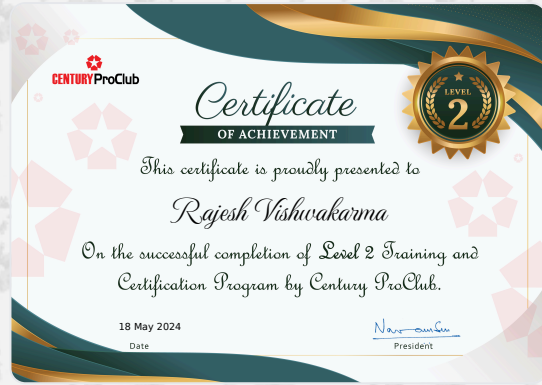 CENTURY ProClub
Certificate
OF ACHIEVEMENT
LEVEL
2
This certificate is proudly presented to
Rajesh Vishwakarma
On the successful completion of Level 2 Training and
Certification Program by Century ProClub.
18 May 2024
Date
President